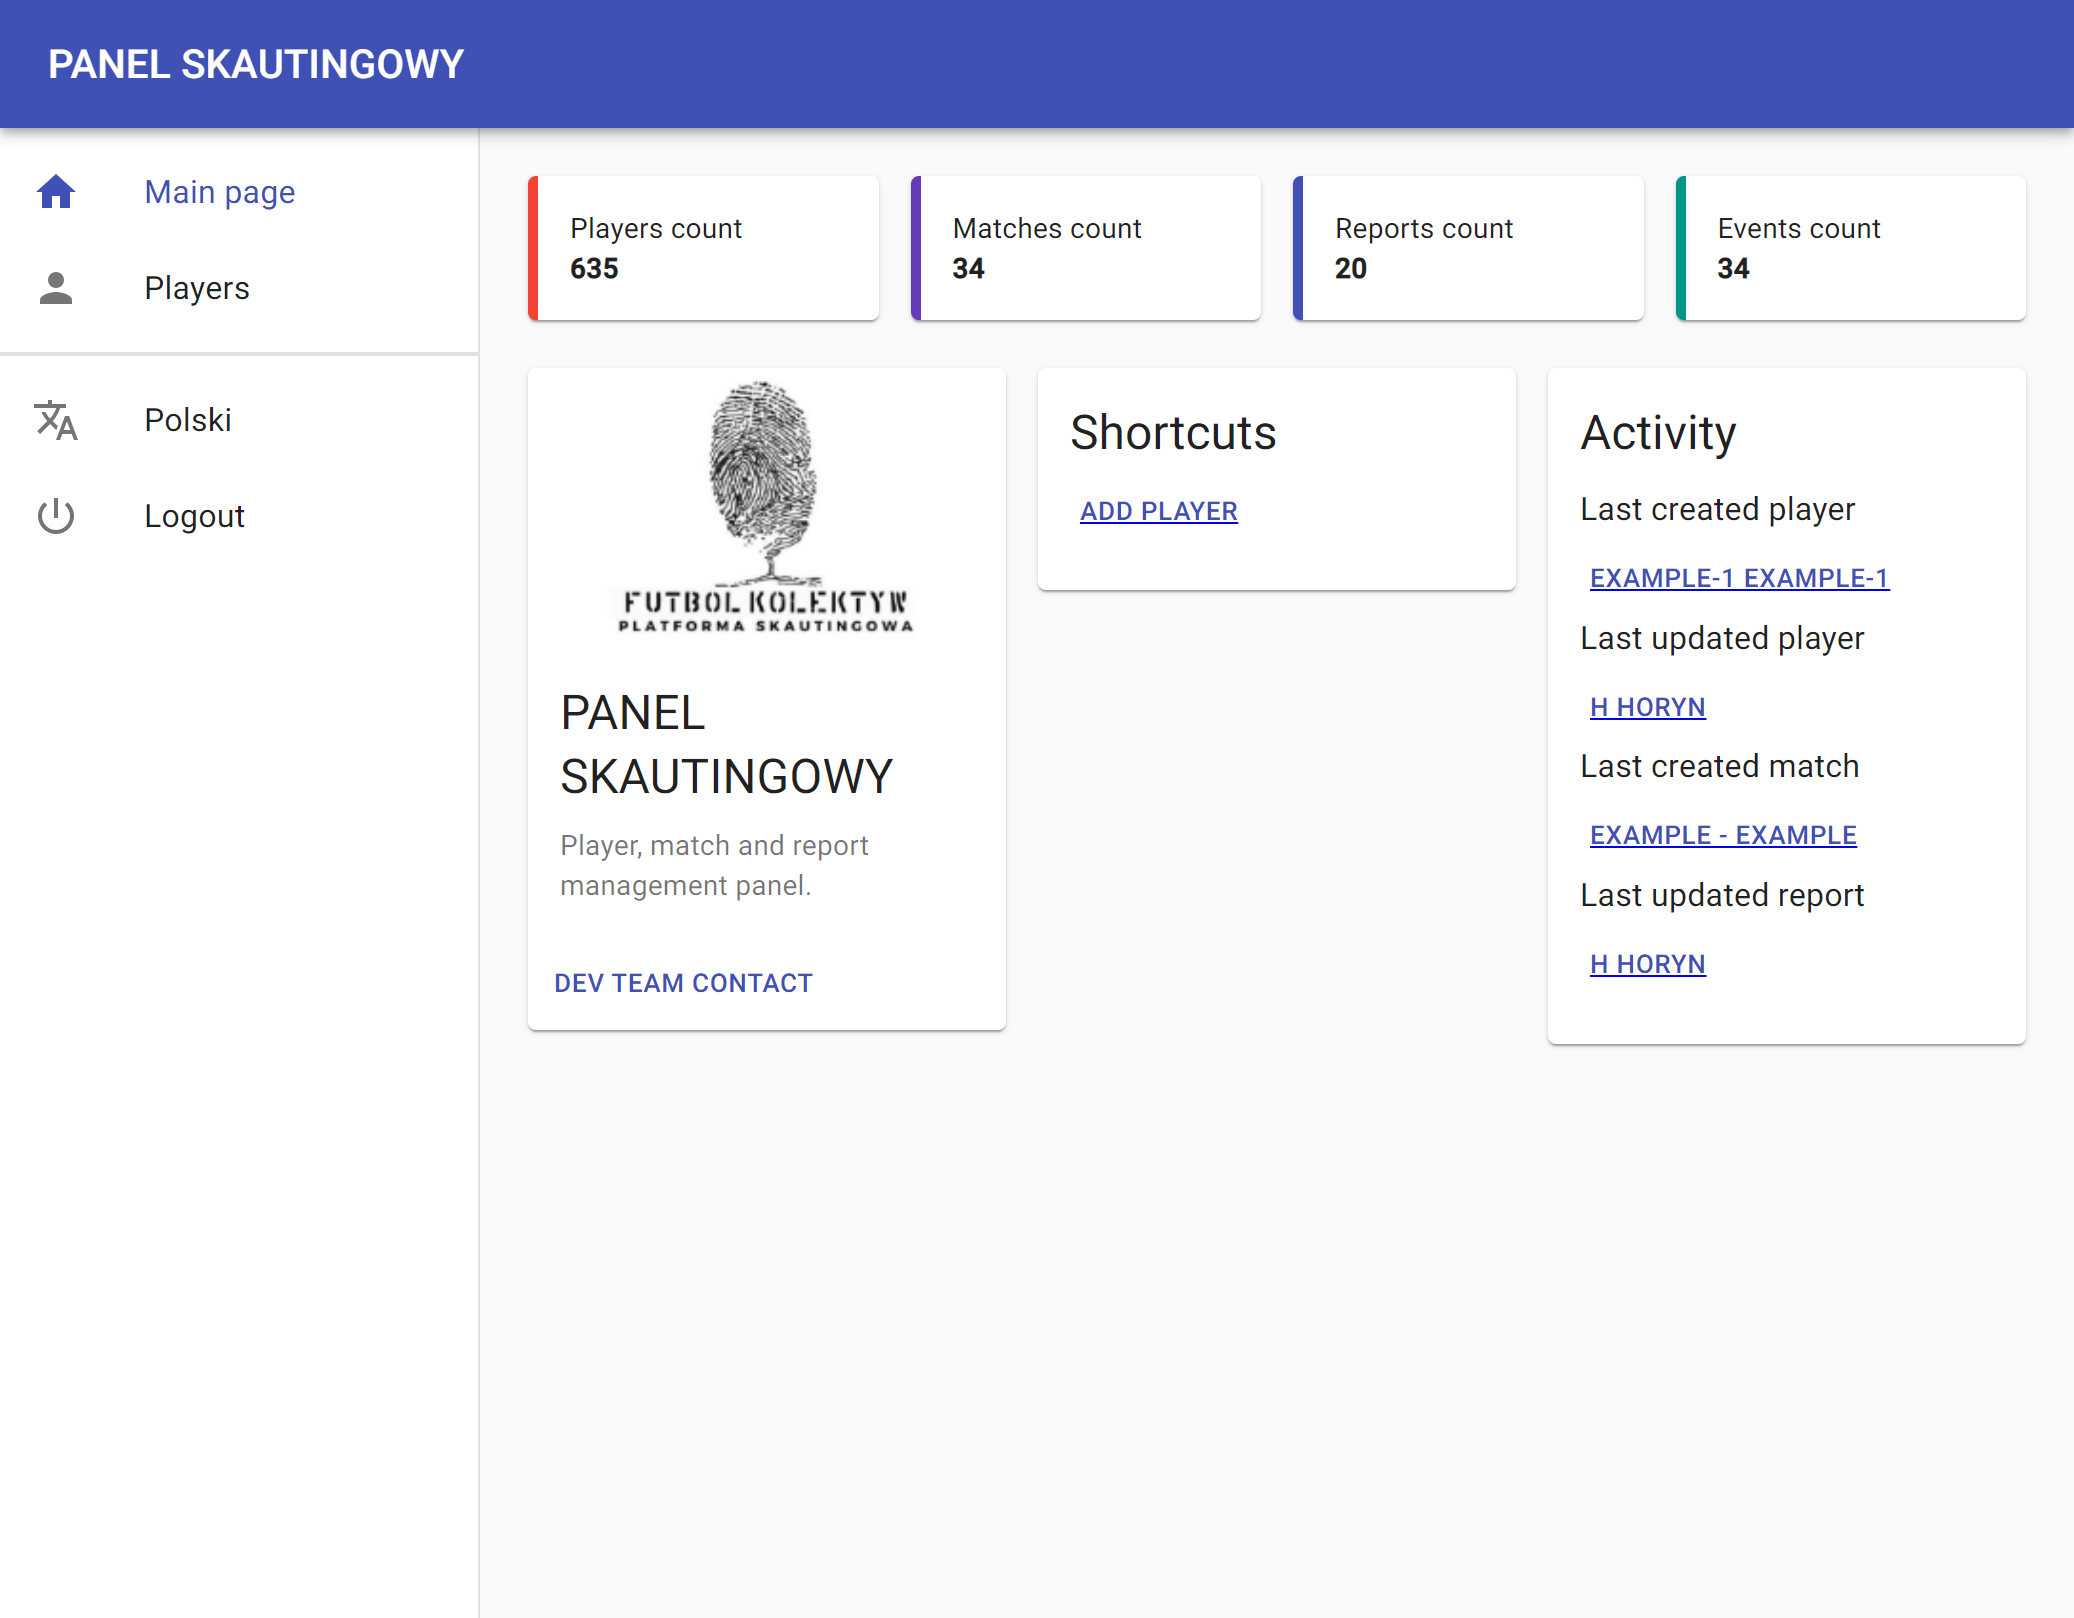 PANEL SKAUTINGOWY
Main page
Players
Polski
Logout
Players count
635
Matches count
34
Reports count
20
Events count
34
FUTBOL KOLEKTYW
PLATFORMA SKAUTINGOWA
PANEL
SKAUTINGOWY
Player, match and report
management panel.
DEV TEAM CONTACT
Shortcuts
ADD PLAYER
Activity
Last created player
EXAMPLE-1 EXAMPLE-1
Last updated player
H HORYN
Last created match
EXAMPLE - EXAMPLE
Last updated report
H HORYN